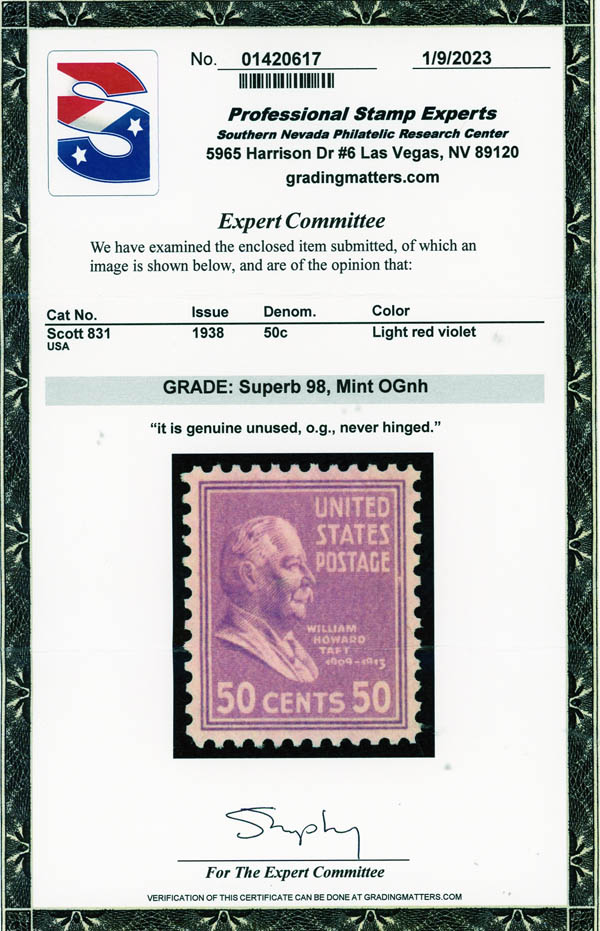 No. 01420617 1/9/2023
Professional Stamp Experts
Southern Nevada Philatelic Research Center
5965 Harrison Dr #6 Las Vegas, NV 89120
gradingmatters.com
Expert Committee
We have examined the enclosed item submitted, of which an
image is shown below, and are of the opinion that:
Cat No. Issue Denom. Color
Scott 831 1938 50c Light red violet
USA
GRADE: Superb 98, Mint OGnh
“it is genuine unused, o.g., never hinged.”
UNITED
STATES
POSTAGE
WILLIAM
HOWARD
TAFT
1909-1913
50 CENTS 50
For The Expert Committee
VERIFICATION OF THIS CERTIFICATE CAN BE DONE AT GRADINGMATTERS.COM